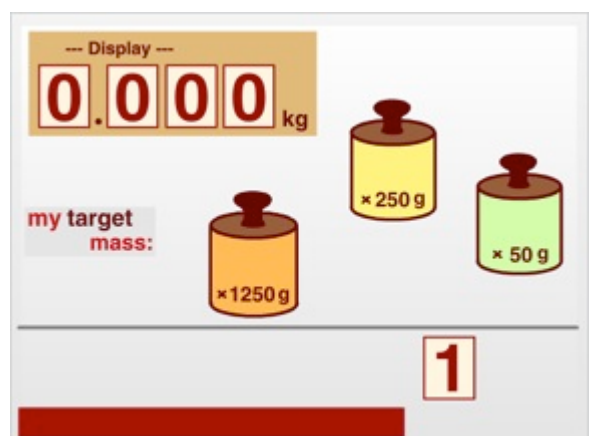 --- Display ---
0.000 kg
× 250 g
× 50 g
my target
mass:
×1250 g
1